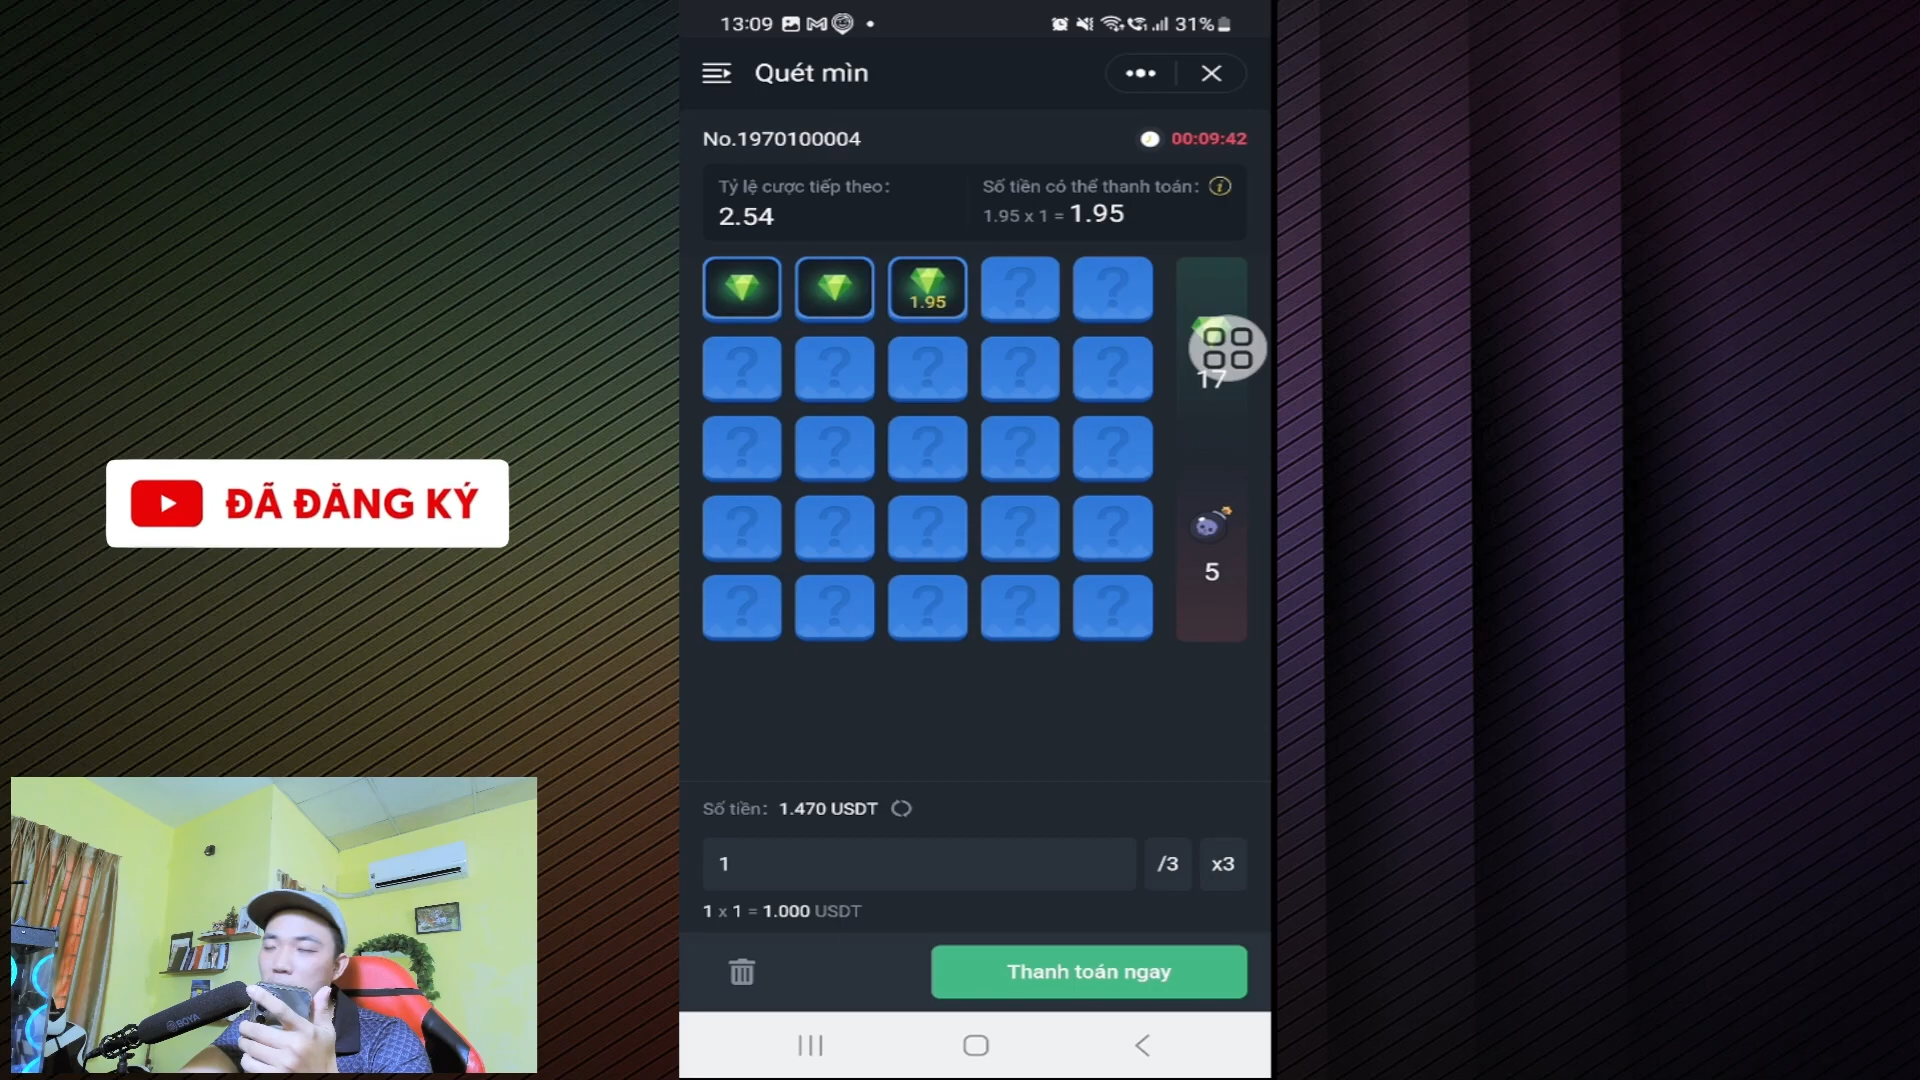 13:09
31%
Quét mìn
No.1970100004
00:09:42
Tỷ lệ cược tiếp theo:
2.54
Số tiền có thể thanh toán: i
1.95 x 1 = 1.95
1.95
? ?
? ? ? ? ?
? ? ? ? ?
? ? ? ? ?
? ? ? ? ?
17
5
ĐÃ ĐĂNG KÝ
Số tiền: 1.470 USDT
1
/3
x3
1 x 1 = 1.000 USDT
Thanh toán ngay
BOYA